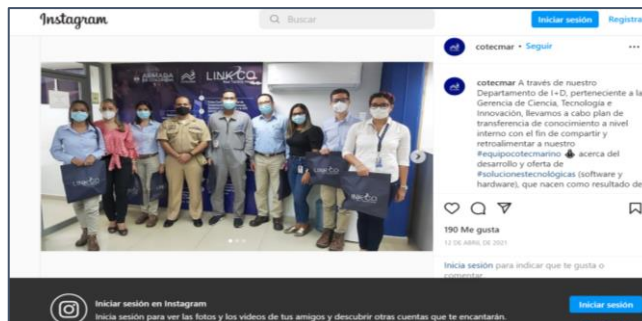 Instagram
Buscar
Iniciar sesión
Registra
cotecmar • Seguir
ARMADA
LINKCO
LINKCO
LINKCO
cotecmar A través de nuestro
Departamento de I+D, perteneciente a la
Gerencia de Ciencia, Tecnología e
Innovación, llevamos a cabo plan de
transferencia de conocimiento a nivel
interno con el fin de compartir y
retroalimentar a nuestro
#equipocotecmarino acerca del
desarrollo y oferta de
#solucionestecnológicas (software y
hardware), que nacen como resultado de
190 Me gusta
12 DE ABRIL DE 2021
Inicia sesión para indicar que te gusta o
comentar
Iniciar sesión en Instagram
Inicia sesión para ver las fotos y los videos de tus amigos y descubrir otras cuentas que te encantarán.
Iniciar sesión